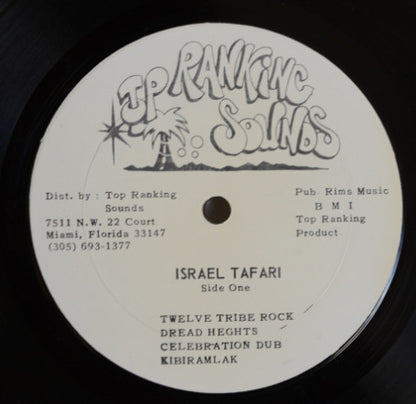 JP RANKING
SOUNDS
Dist. by : Top Ranking
Sounds
7511 N.W. 22 Court
Miami, Florida 33147
(305) 693-1377
Pub. Rims Music
B M I
Top Ranking
Product
ISRAEL TAFARI
Side One
TWELVE TRIBE ROCK
DREAD HEGHTS
CELEBRATION DUB
KIBIRAMLAK